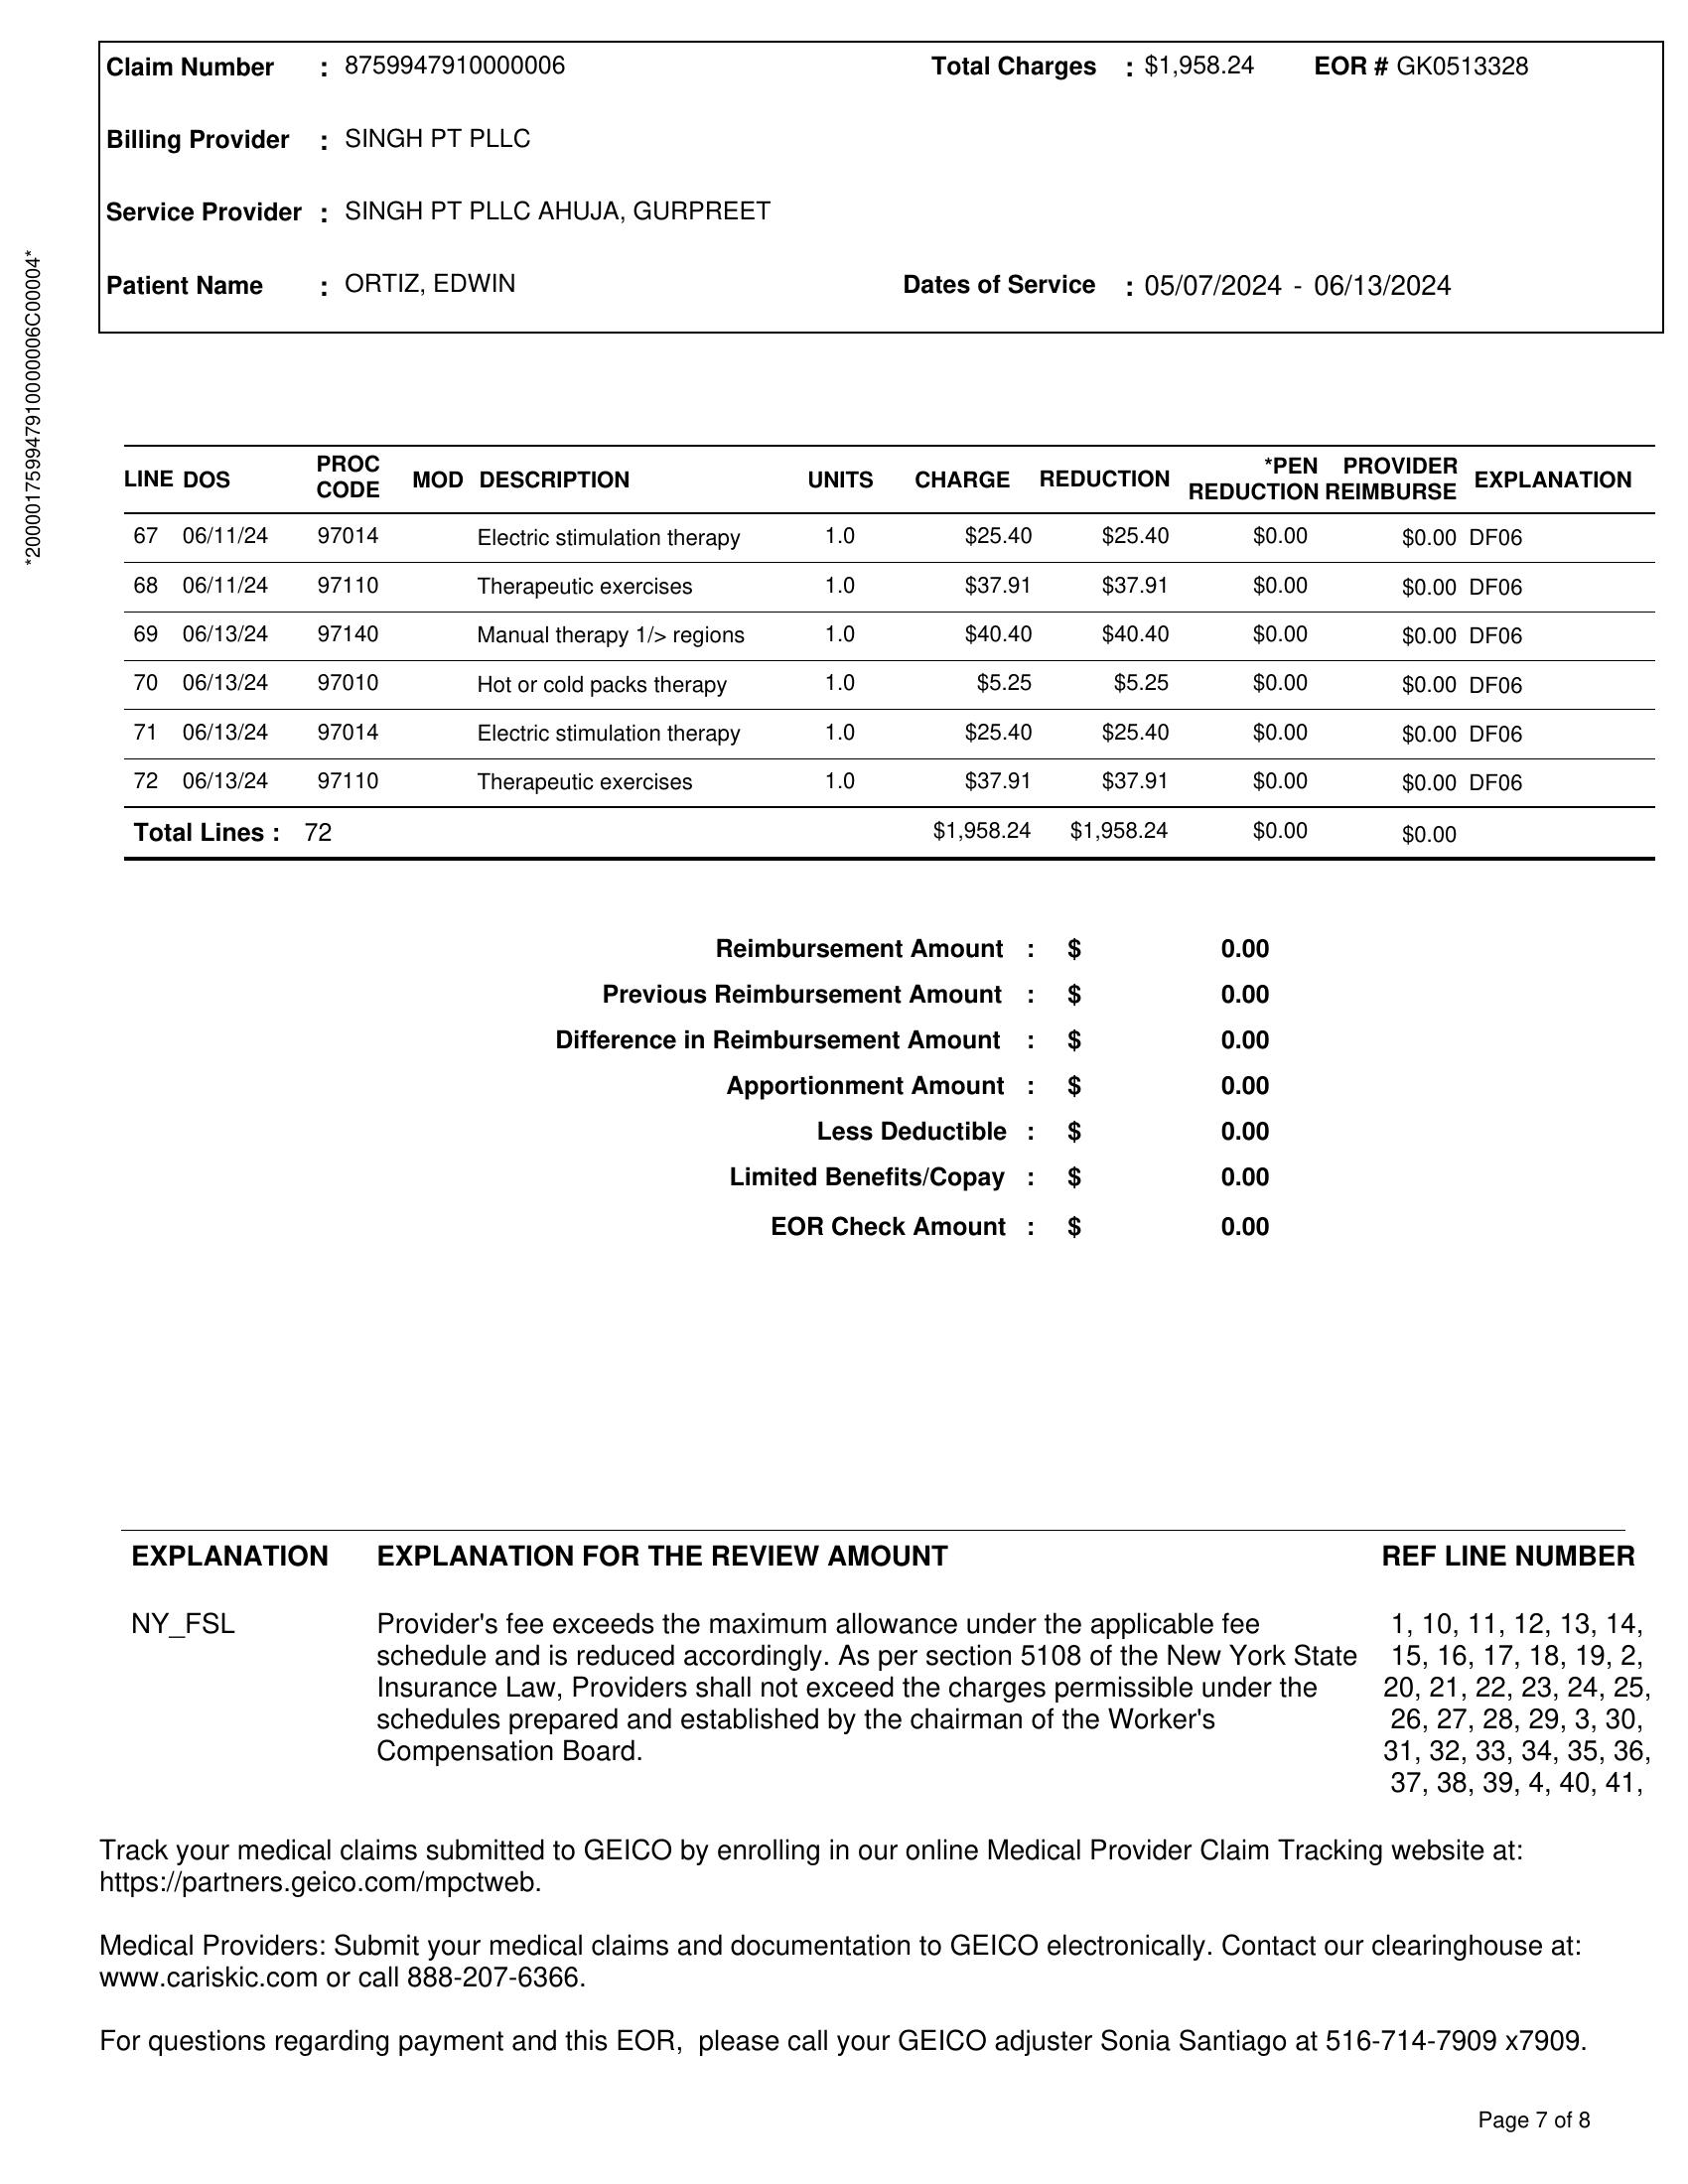 Claim Number : 8759947910000006 Total Charges : $1,958.24 EOR # GK0513328
Billing Provider : SINGH PT PLLC
Service Provider : SINGH PT PLLC AHUJA, GURPREET
Patient Name : ORTIZ, EDWIN Dates of Service : 05/07/2024 - 06/13/2024
*2000017599479100000006C00004*
LINE DOS PROC CODE MOD DESCRIPTION UNITS CHARGE REDUCTION *PEN REDUCTION PROVIDER REIMBURSE EXPLANATION
67 06/11/24 97014 Electric stimulation therapy 1.0 $25.40 $25.40 $0.00 $0.00 DF06
68 06/11/24 97110 Therapeutic exercises 1.0 $37.91 $37.91 $0.00 $0.00 DF06
69 06/13/24 97140 Manual therapy 1/> regions 1.0 $40.40 $40.40 $0.00 $0.00 DF06
70 06/13/24 97010 Hot or cold packs therapy 1.0 $5.25 $5.25 $0.00 $0.00 DF06
71 06/13/24 97014 Electric stimulation therapy 1.0 $25.40 $25.40 $0.00 $0.00 DF06
72 06/13/24 97110 Therapeutic exercises 1.0 $37.91 $37.91 $0.00 $0.00 DF06
Total Lines : 72 $1,958.24 $1,958.24 $0.00 $0.00
Reimbursement Amount : $ 0.00
Previous Reimbursement Amount : $ 0.00
Difference in Reimbursement Amount : $ 0.00
Apportionment Amount : $ 0.00
Less Deductible : $ 0.00
Limited Benefits/Copay : $ 0.00
EOR Check Amount : $ 0.00
EXPLANATION EXPLANATION FOR THE REVIEW AMOUNT REF LINE NUMBER
NY_FSL Provider's fee exceeds the maximum allowance under the applicable fee 1, 10, 11, 12, 13, 14,
schedule and is reduced accordingly. As per section 5108 of the New York State 15, 16, 17, 18, 19, 2,
Insurance Law, Providers shall not exceed the charges permissible under the 20, 21, 22, 23, 24, 25,
schedules prepared and established by the chairman of the Worker's 26, 27, 28, 29, 3, 30,
Compensation Board. 31, 32, 33, 34, 35, 36,
37, 38, 39, 4, 40, 41,
Track your medical claims submitted to GEICO by enrolling in our online Medical Provider Claim Tracking website at:
https://partners.geico.com/mpctweb.
Medical Providers: Submit your medical claims and documentation to GEICO electronically. Contact our clearinghouse at:
www.cariskic.com or call 888-207-6366.
For questions regarding payment and this EOR, please call your GEICO adjuster Sonia Santiago at 516-714-7909 x7909.
Page 7 of 8